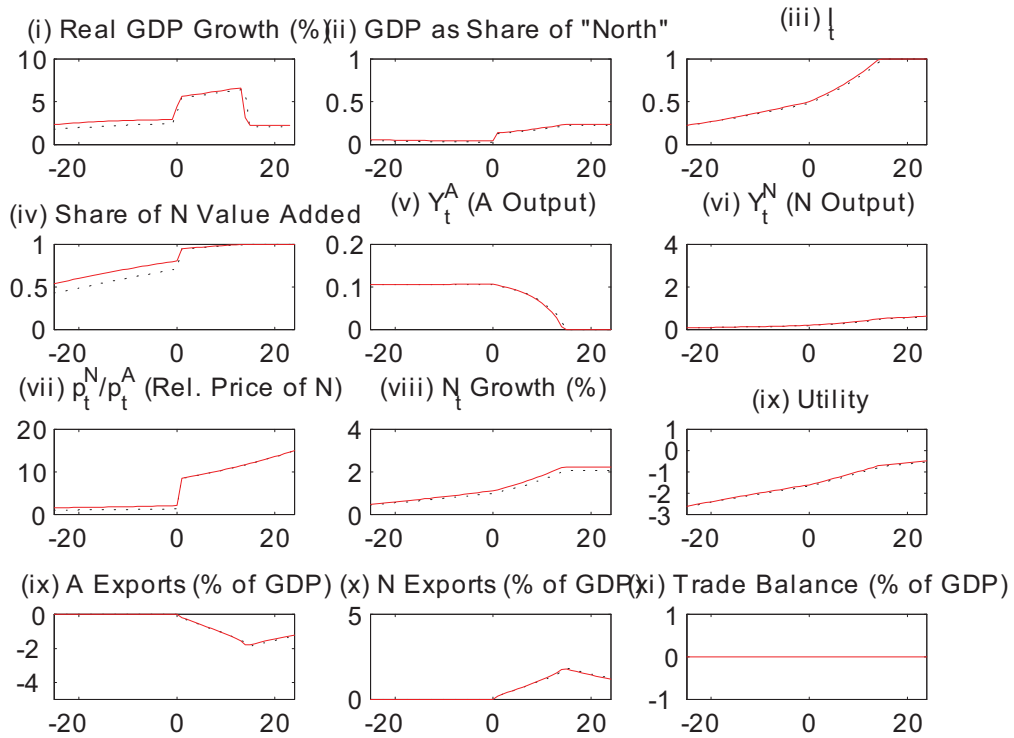 (i) Real GDP Growth (%)
10
5
0
-20 0 20
(ii) GDP as Share of "North"
1
0.5
0
-20 0 20
(iii) l_t
1
0.5
0
-20 0 20
(iv) Share of N Value Added
1
0.5
0
-20 0 20
(v) Y_t^A (A Output)
0.2
0.1
0
-20 0 20
(vi) Y_t^N (N Output)
4
2
0
-20 0 20
(vii) p_t^N/p_t^A (Rel. Price of N)
20
10
0
-20 0 20
(viii) N_t Growth (%)
4
2
0
-20 0 20
(ix) Utility
1
0
-1
-2
-3
-20 0 20
(ix) A Exports (% of GDP)
0
-2
-4
-20 0 20
(x) N Exports (% of GDP)
5
0
-20 0 20
(xi) Trade Balance (% of GDP)
1
0
-1
-20 0 20